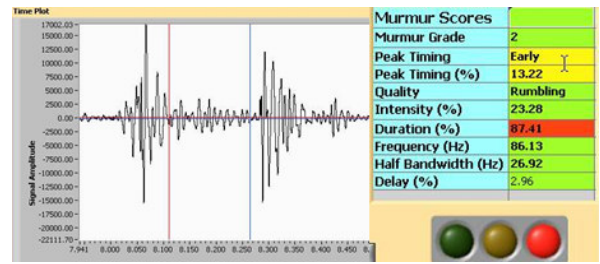 Time Plot
17002.03
15000.00
12500.00
10000.00
7500.00
5000.00
2500.00
0.00
-2500.00
-5000.00
-7500.00
-10000.00
-12500.00
-15000.00
-17500.00
-20000.00
-22111.70
Signal Amplitude
7.941 8.000 8.050 8.100 8.150 8.200 8.250 8.300 8.350 8.400 8.450
Murmur Scores
Murmur Grade 2
Peak Timing Early
Peak Timing (%) 13.22
Quality Rumbling
Intensity (%) 23.28
Duration (%) 87.41
Frequency (Hz) 86.13
Half Bandwidth (Hz) 26.92
Delay (%) 2.96